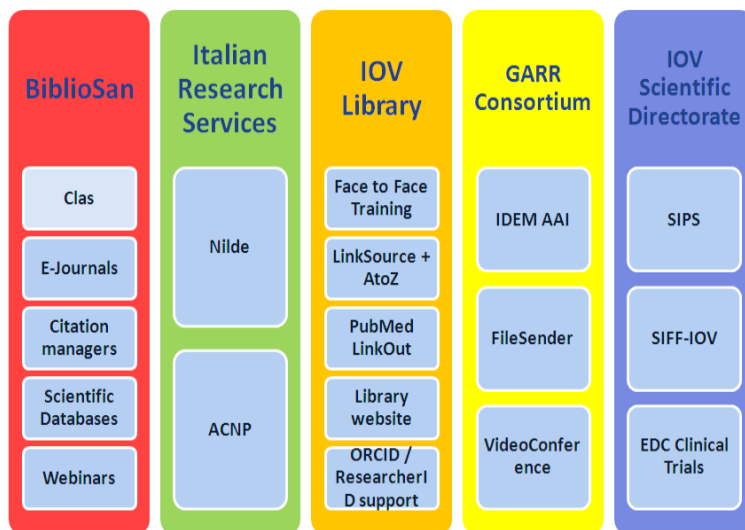 BiblioSan
Clas
E-Journals
Citation
managers
Scientific
Databases
Webinars
Italian
Research
Services
Nilde
ACNP
IOV
Library
Face to Face
Training
LinkSource +
AtoZ
PubMed
LinkOut
Library
website
ORCID /
ResearcherI
D support
GARR
Consortium
IDEM AAI
FileSender
VideoConfer
ence
IOV
Scientific
Directorate
SIPS
SIFF-IOV
EDC Clinical
Trials